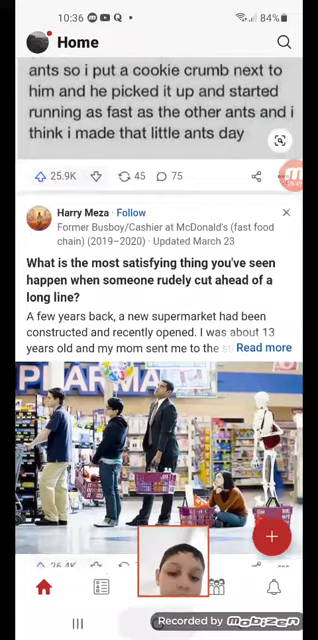 10:36
84%
Home
ants so i put a cookie crumb next to
him and he picked it up and started
running as fast as the other ants and i
think i made that little ants day
25.9K 45 75
Harry Meza · Follow
Former Busboy/Cashier at McDonald's (fast food
chain) (2019–2020) · Updated March 23
What is the most satisfying thing you've seen
happen when someone rudely cut ahead of a
long line?
A few years back, a new supermarket had been
constructed and recently opened. I was about 13
years old and my mom sent me to the Read more
PHARMA
Recorded by MOBIZEN